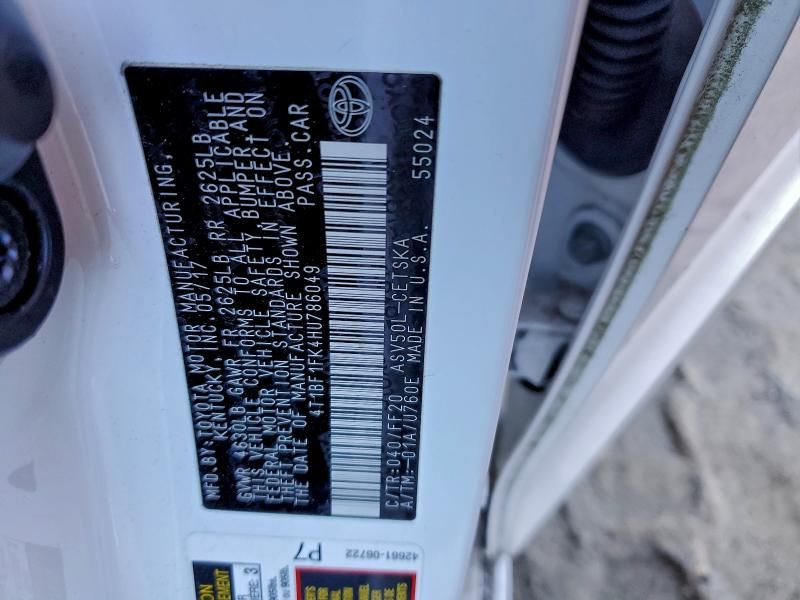 MFD.BY:TOYOTA MOTOR MANUFACTURING,
KENTUCKY, INC. 05/17
GVWR 4630LB GAWR FR 2625LB RR 2625LB
THIS VEHICLE CONFORMS TO ALL APPLICABLE
FEDERAL MOTOR VEHICLE SAFETY, BUMPER, AND
THEFT PREVENTION STANDARDS IN EFFECT ON
THE DATE OF MANUFACTURE SHOWN ABOVE.
4T1BF1FK4HU786049 PASS. CAR
C/TR:040/FF20 ASV50L-CETSKA
A/TM:-01A/U760E MADE IN U.S.A. 55024
P7 42661-06722